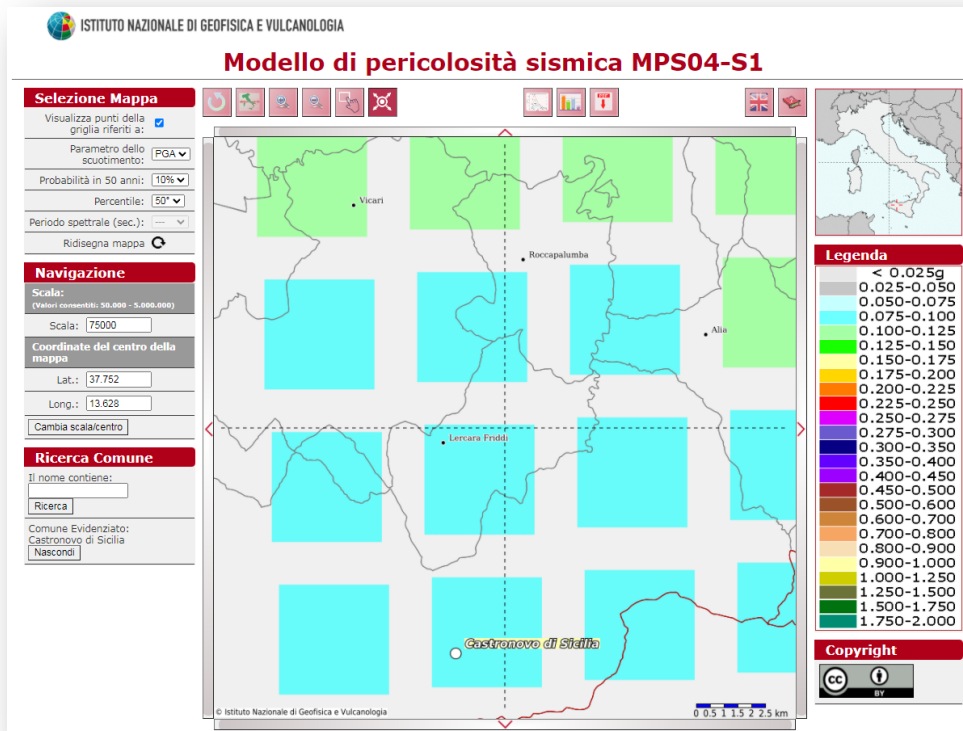 ISTITUTO NAZIONALE DI GEOFISICA E VULCANOLOGIA
Modello di pericolosità sismica MPS04-S1
Selezione Mappa
Visualizza punti della
griglia riferiti a:
Parametro dello
scuotimento: PGA
Probabilità in 50 anni: 10%
Percentile: 50°
Periodo spettrale (sec.): ---
Ridisegna mappa
Navigazione
Scala:
(Valori consentiti: 50.000 - 5.000.000)
Scala: 75000
Coordinate del centro della
mappa
Lat.: 37.752
Long.: 13.628
Cambia scala/centro
Ricerca Comune
Il nome contiene:
Ricerca
Comune Evidenziato:
Castronovo di Sicilia
Nascondi
Vicari
Roccapalumba
Alia
Lercara Friddi
Castronovo di Sicilia
© Istituto Nazionale di Geofisica e Vulcanologia
0 0.5 1 1.5 2 2.5 km
Legenda
< 0.025g
0.025-0.050
0.050-0.075
0.075-0.100
0.100-0.125
0.125-0.150
0.150-0.175
0.175-0.200
0.200-0.225
0.225-0.250
0.250-0.275
0.275-0.300
0.300-0.350
0.350-0.400
0.400-0.450
0.450-0.500
0.500-0.600
0.600-0.700
0.700-0.800
0.800-0.900
0.900-1.000
1.000-1.250
1.250-1.500
1.500-1.750
1.750-2.000
Copyright
cc
BY